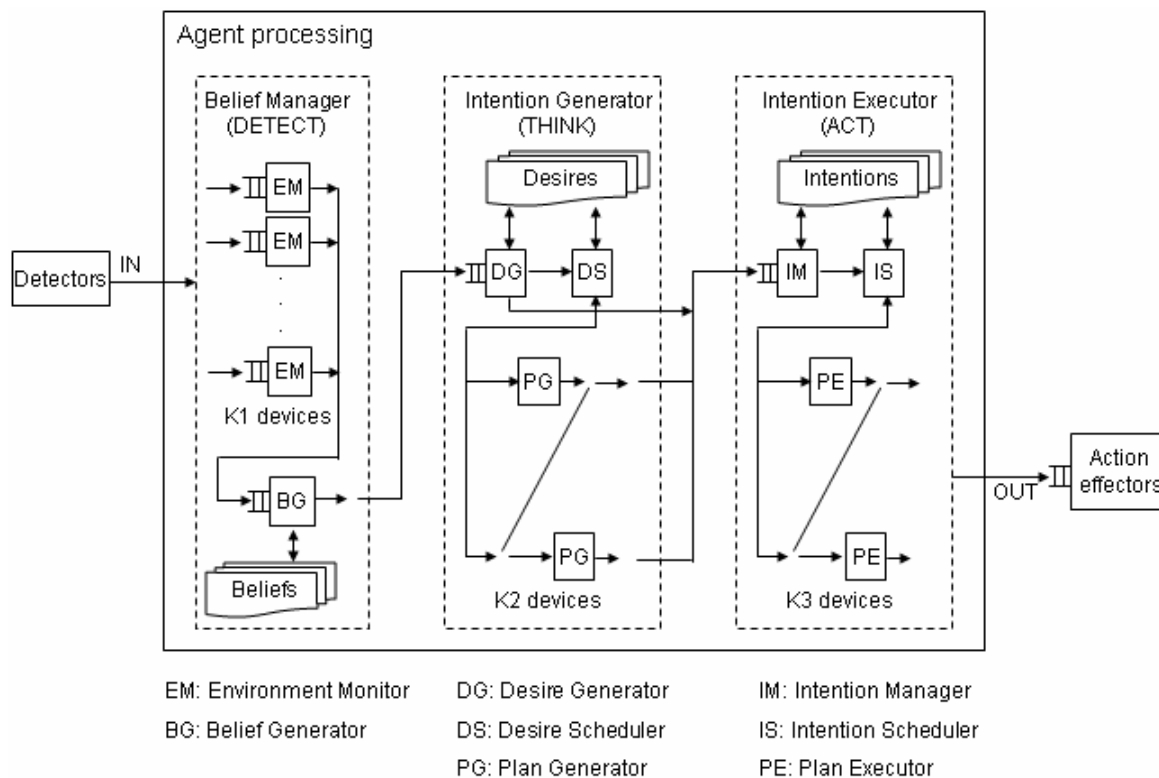 Agent processing
Belief Manager
(DETECT)
EM
EM
.
.
.
EM
K1 devices
BG
Beliefs
Detectors
IN
Intention Generator
(THINK)
Desires
DG
DS
PG
PG
K2 devices
Intention Executor
(ACT)
Intentions
IM
IS
PE
PE
K3 devices
OUT
Action
effectors
EM: Environment Monitor
DG: Desire Generator
IM: Intention Manager
BG: Belief Generator
DS: Desire Scheduler
IS: Intention Scheduler
PG: Plan Generator
PE: Plan Executor